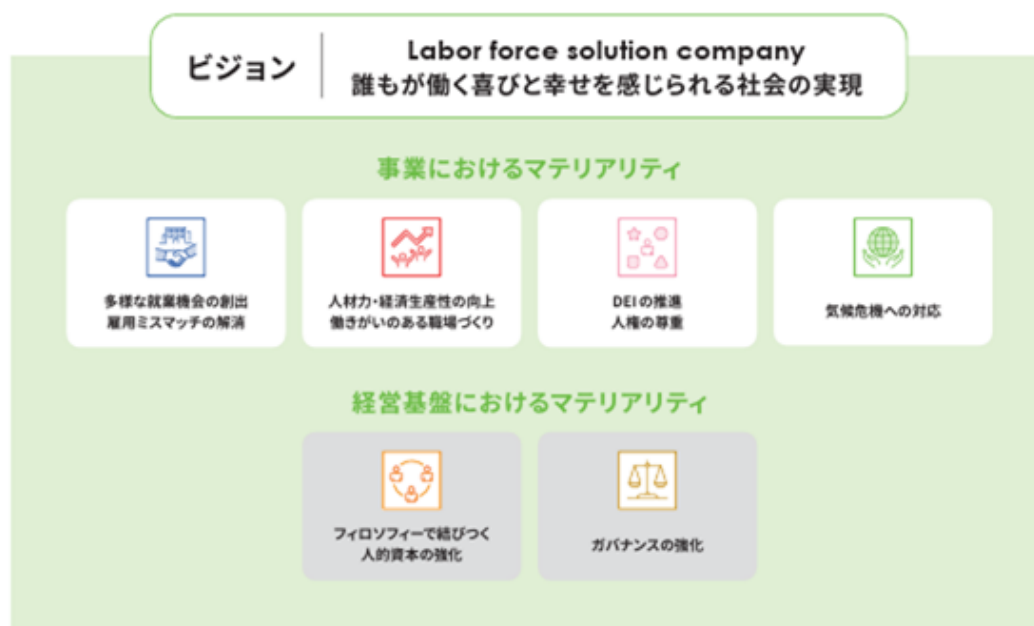 ビジョン
Labor force solution company
誰もが働く喜びと幸せを感じられる社会の実現
事業におけるマテリアリティ
多様な就業機会の創出
雇用ミスマッチの解消
人材力・経済生産性の向上
働きがいのある職場づくり
DEIの推進
人権の尊重
気候危機への対応
経営基盤におけるマテリアリティ
フィロソフィーで結びつく
人的資本の強化
ガバナンスの強化